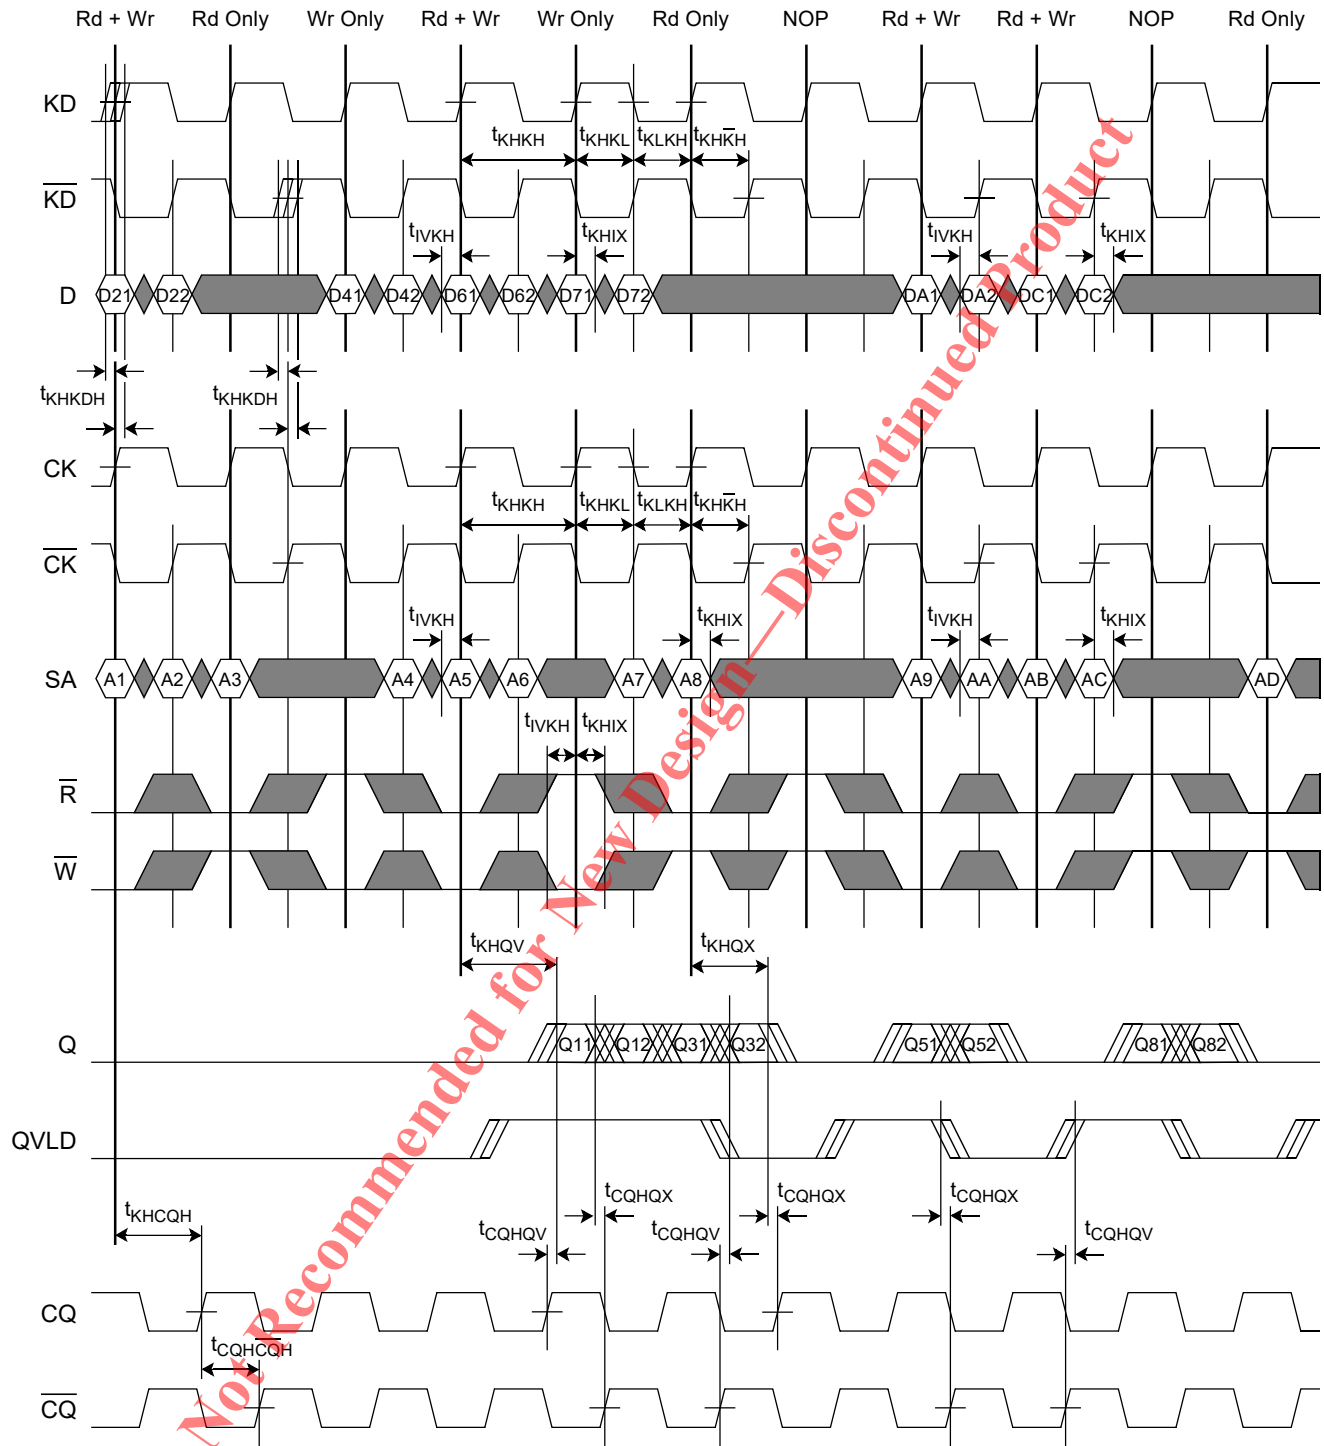 Rd + Wr Rd Only Wr Only Rd + Wr Wr Only Rd Only NOP Rd + Wr Rd + Wr NOP Rd Only
KD
tKHKH tKHKL tKLKH tKHK̅H
K̅D̅
tIVKH tKHIX tIVKH tKHIX
D D21 D22 D41 D42 D61 D62 D71 D72 DA1 DA2 DC1 DC2
tKHKDH tKHKDH
CK
tKHKH tKHKL tKLKH tKHK̅H
C̅K̅
tIVKH tKHIX tIVKH tKHIX
SA A1 A2 A3 A4 A5 A6 A7 A8 A9 AA AB AC AD
tIVKH tKHIX
R̅
W̅
tKHQV tKHQX
Q Q11 Q12 Q31 Q32 Q51 Q52 Q81 Q82
QVLD
tCQHQX tCQHQX tCQHQX
tKHCQH tCQHQV tCQHQV tCQHQV
CQ
tCQHC̅Q̅H
C̅Q̅
Not Recommended for New Design—Discontinued Product